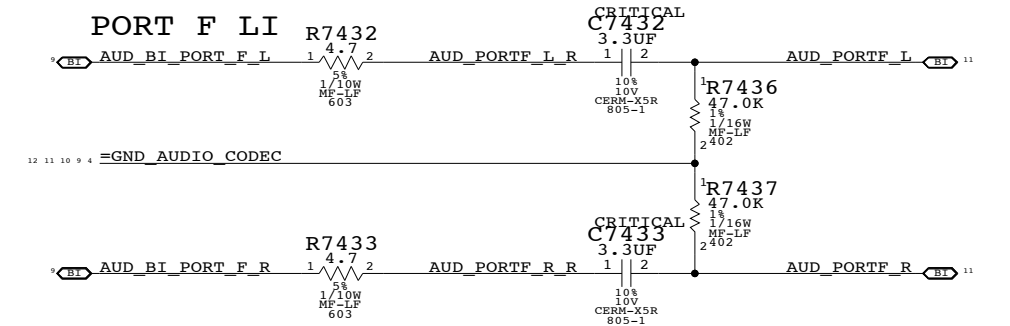 PORT F LI
CRITICAL
R7432
C7432
4.7
3.3UF
9 BI AUD_BI_PORT_F_L 1 2 AUD_PORTF_L_R 1 2 AUD_PORTF_L BI 11
5%
1/10W
MF-LF
603
10%
10V
CERM-X5R
805-1
1
R7436
47.0K
1%
1/16W
MF-LF
402
2
12 11 10 9 4 =GND_AUDIO_CODEC
1
R7437
47.0K
1%
1/16W
MF-LF
402
2
CRITICAL
R7433
C7433
4.7
3.3UF
9 BI AUD_BI_PORT_F_R 1 2 AUD_PORTF_R_R 1 2 AUD_PORTF_R BI 11
5%
1/10W
MF-LF
603
10%
10V
CERM-X5R
805-1